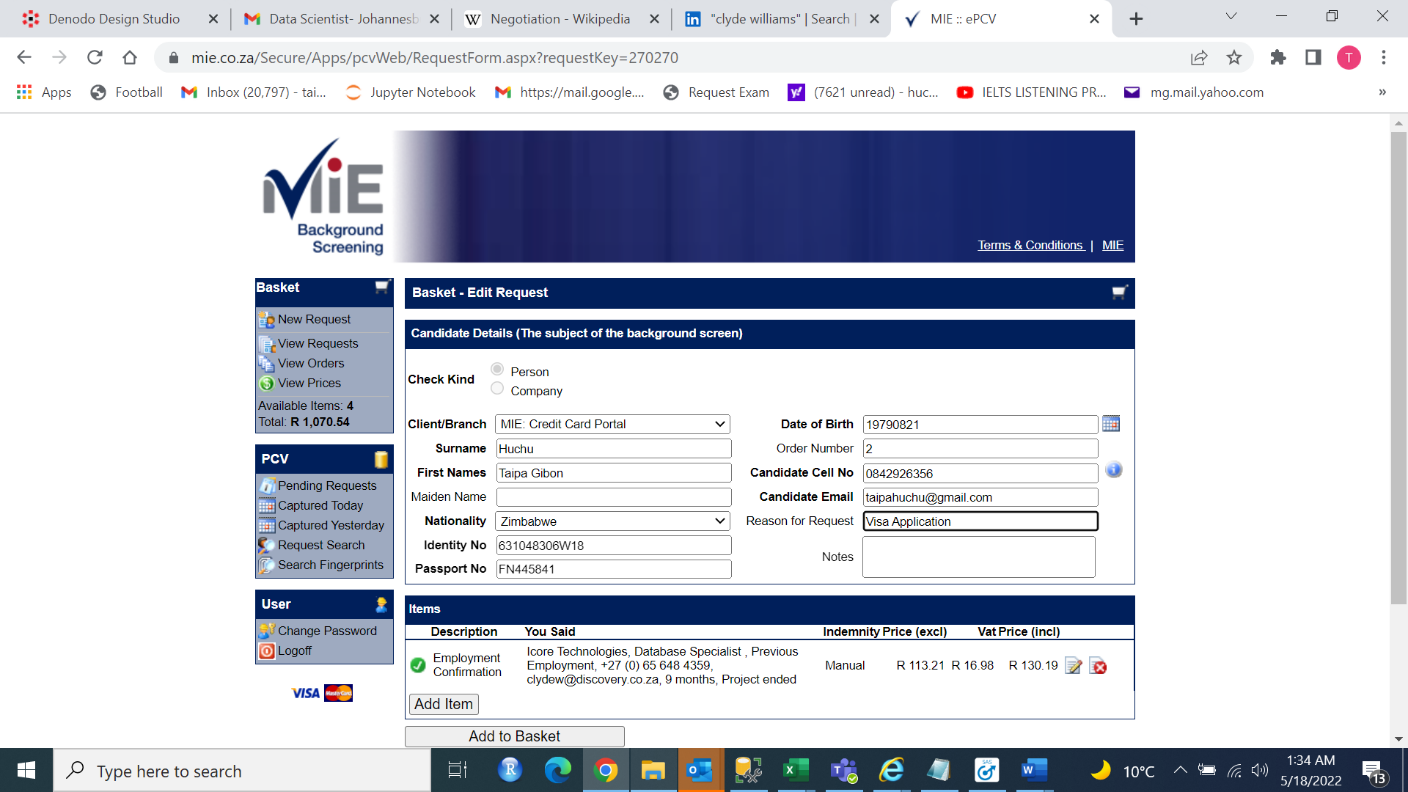 Denodo Design Studio
Data Scientist- Johannesb
Negotiation - Wikipedia
"clyde williams" | Search |
MIE :: ePCV
mie.co.za/Secure/Apps/pcvWeb/RequestForm.aspx?requestKey=270270
T
Apps
Football
Inbox (20,797) - tai...
Jupyter Notebook
https://mail.google....
Request Exam
(7621 unread) - huc...
IELTS LISTENING PR...
mg.mail.yahoo.com
»
MiE
Background
Screening
Terms & Conditions | MIE
Basket
New Request
View Requests
View Orders
View Prices
Available Items: 4
Total: R 1,070.54
PCV
Pending Requests
Captured Today
Captured Yesterday
Request Search
Search Fingerprints
User
Change Password
Logoff
VISA MasterCard
Basket - Edit Request
Candidate Details (The subject of the background screen)
Check Kind
Person
Company
Client/Branch MIE: Credit Card Portal
Date of Birth 19790821
Surname Huchu
Order Number 2
First Names Taipa Gibon
Candidate Cell No 0842926356
Maiden Name
Candidate Email taipahuchu@gmail.com
Nationality Zimbabwe
Reason for Request Visa Application
Identity No 631048306W18
Notes
Passport No FN445841
Items
Description You Said Indemnity Price (excl) Vat Price (incl)
Employment Confirmation
Icore Technologies, Database Specialist , Previous
Employment, +27 (0) 65 648 4359,
clydew@discovery.co.za, 9 months, Project ended
Manual R 113.21 R 16.98 R 130.19
Add Item
Add to Basket
Type here to search
10°C
1:34 AM
5/18/2022
13